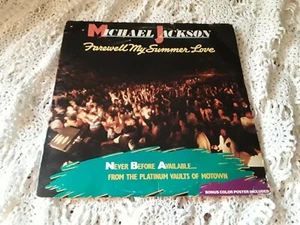 MICHAEL JACKSON
Farewell My Summer Love
NEVER BEFORE AVAILABLE...
FROM THE PLATINUM VAULTS OF MOTOWN
BONUS COLOR POSTER INCLUDED